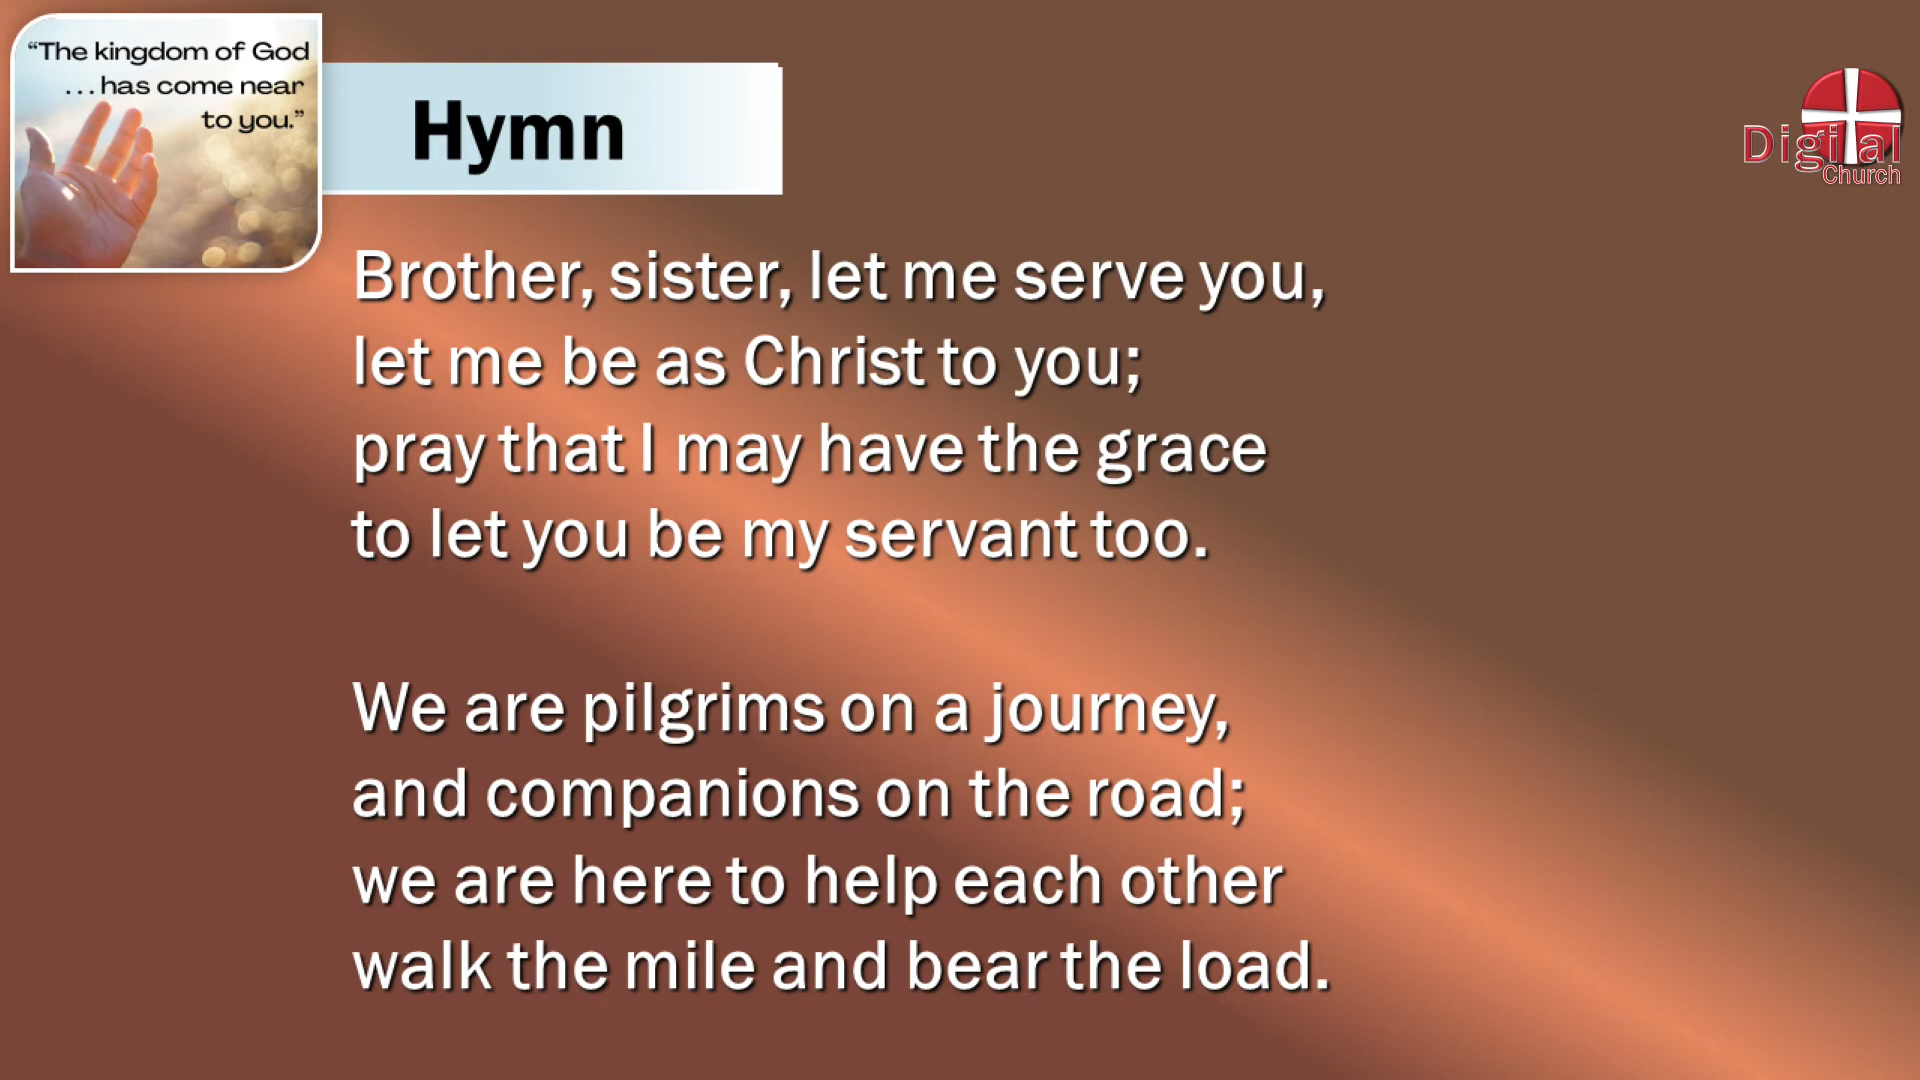 “The kingdom of God
...has come near
to you.”
Hymn
Digital
Church
Brother, sister, let me serve you,
let me be as Christ to you;
pray that I may have the grace
to let you be my servant too.
We are pilgrims on a journey,
and companions on the road;
we are here to help each other
walk the mile and bear the load.